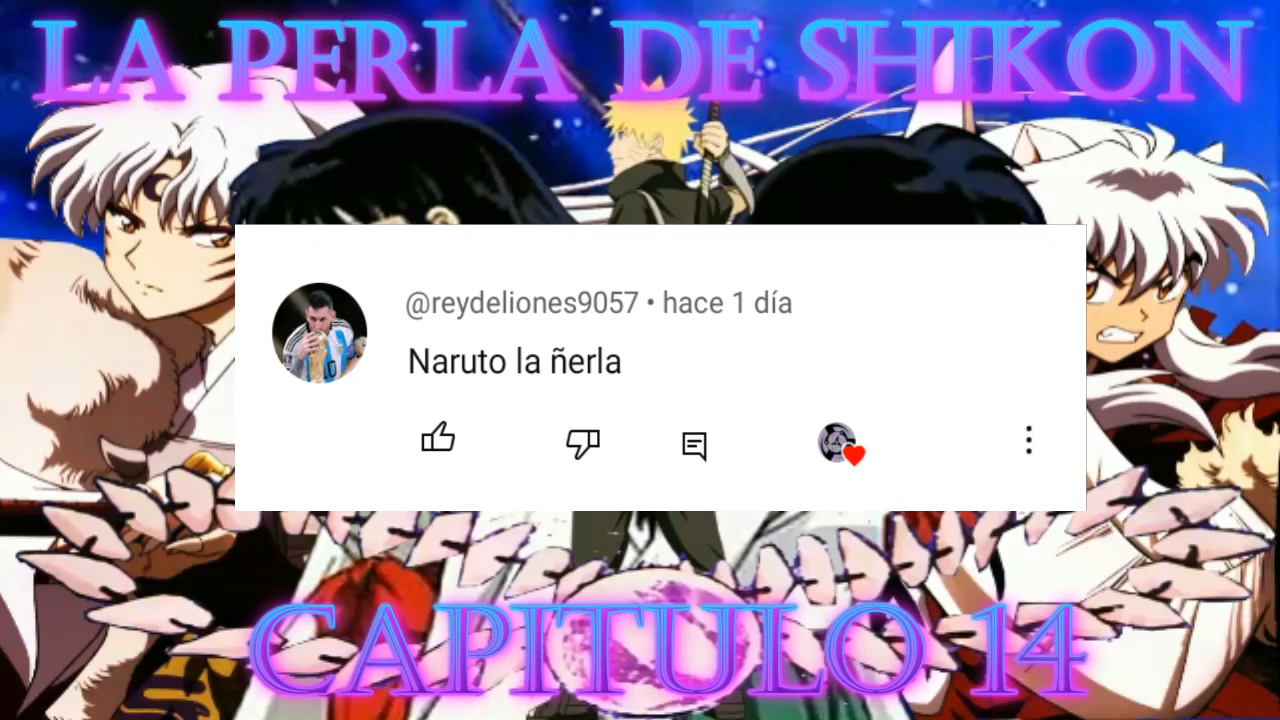 LA PERLA DE SHIKON
@reydeliones9057 • hace 1 día
Naruto la ñerla
CAPITULO 14